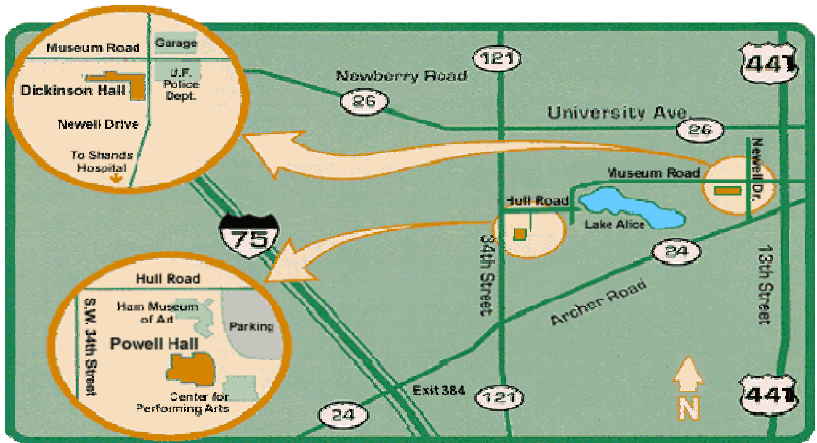 Museum Road
Garage
U.F.
Police
Dept.
Dickinson Hall
Newell Drive
To Shands
Hospital
Newberry Road
26
121
441
University Ave.
26
Newell Dr.
Museum Road
Hull Road
Lake Alice
75
34th Street
24
13th Street
Archer Road
Hull Road
S.W. 34th Street
Harn Museum
of Art
Parking
Powell Hall
Center for
Performing Arts
Exit 384
24
121
N
441